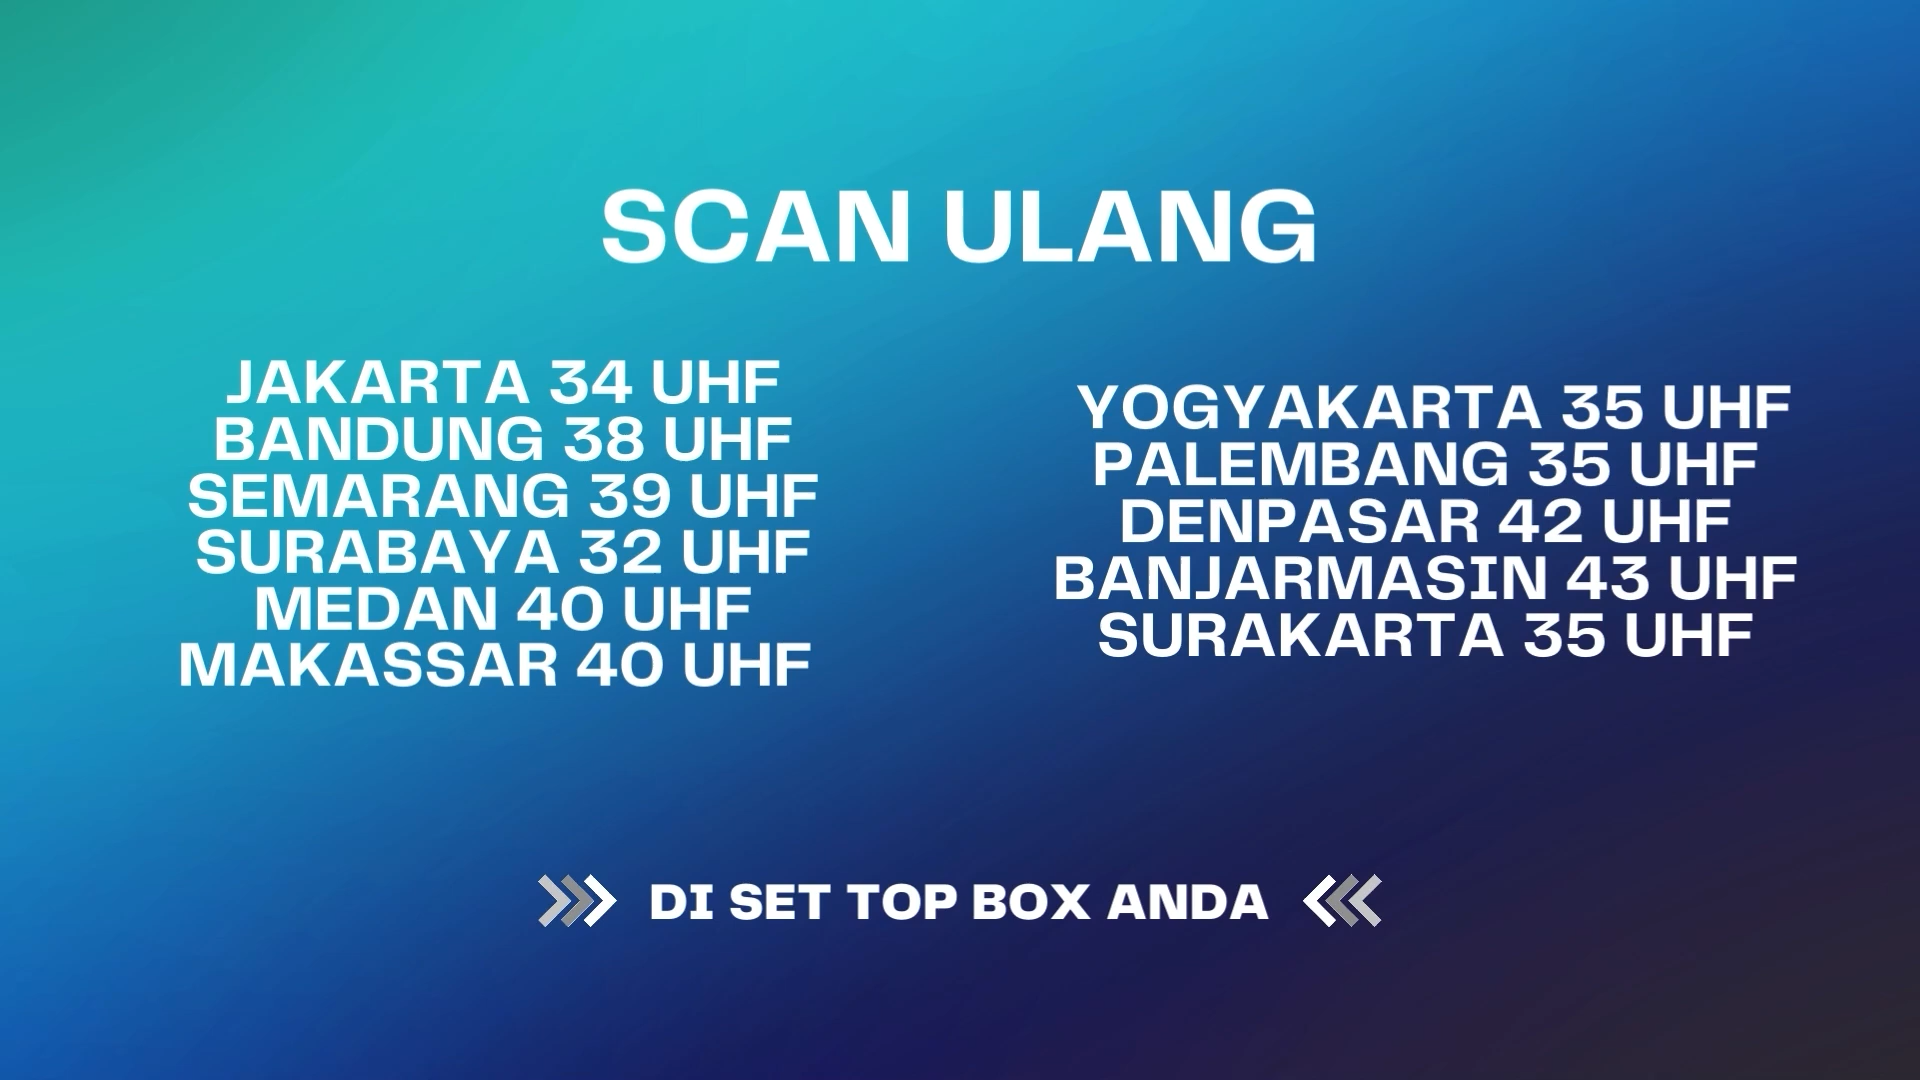 SCAN ULANG
JAKARTA 34 UHF
BANDUNG 38 UHF
SEMARANG 39 UHF
SURABAYA 32 UHF
MEDAN 40 UHF
MAKASSAR 40 UHF
YOGYAKARTA 35 UHF
PALEMBANG 35 UHF
DENPASAR 42 UHF
BANJARMASIN 43 UHF
SURAKARTA 35 UHF
DI SET TOP BOX ANDA